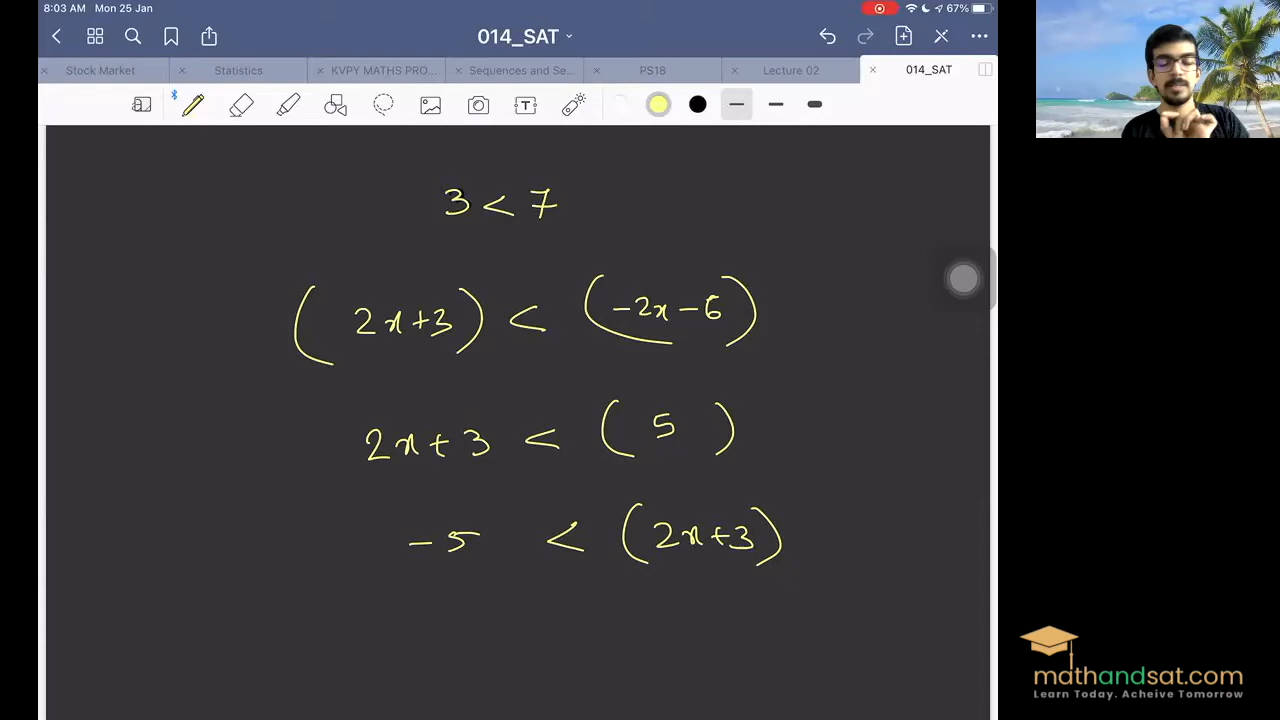 8:03 AM Mon 25 Jan
67%
014_SAT
Stock Market
Statistics
KVPY MATHS PRO...
Sequences and Se...
PS18
Lecture 02
014_SAT
T
3 < 7
( 2x+3 ) < ( -2x - 6 )
2x + 3 < ( 5 )
-5 < ( 2x+3 )
mathandsat.com
Learn Today. Acheive Tomorrow